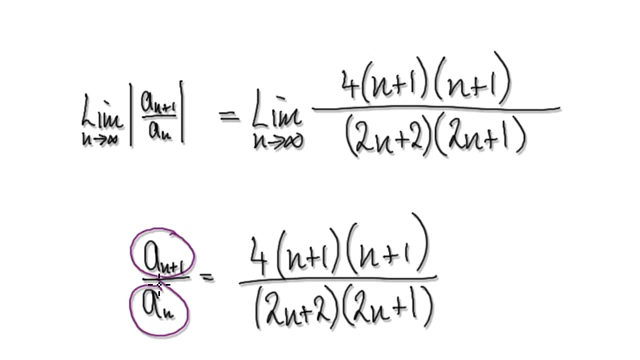 Lim n→∞ |a_{n+1}/a_n| = Lim n→∞ 4(n+1)(n+1)/(2n+2)(2n+1)
a_{n+1}/a_n = 4(n+1)(n+1)/(2n+2)(2n+1)